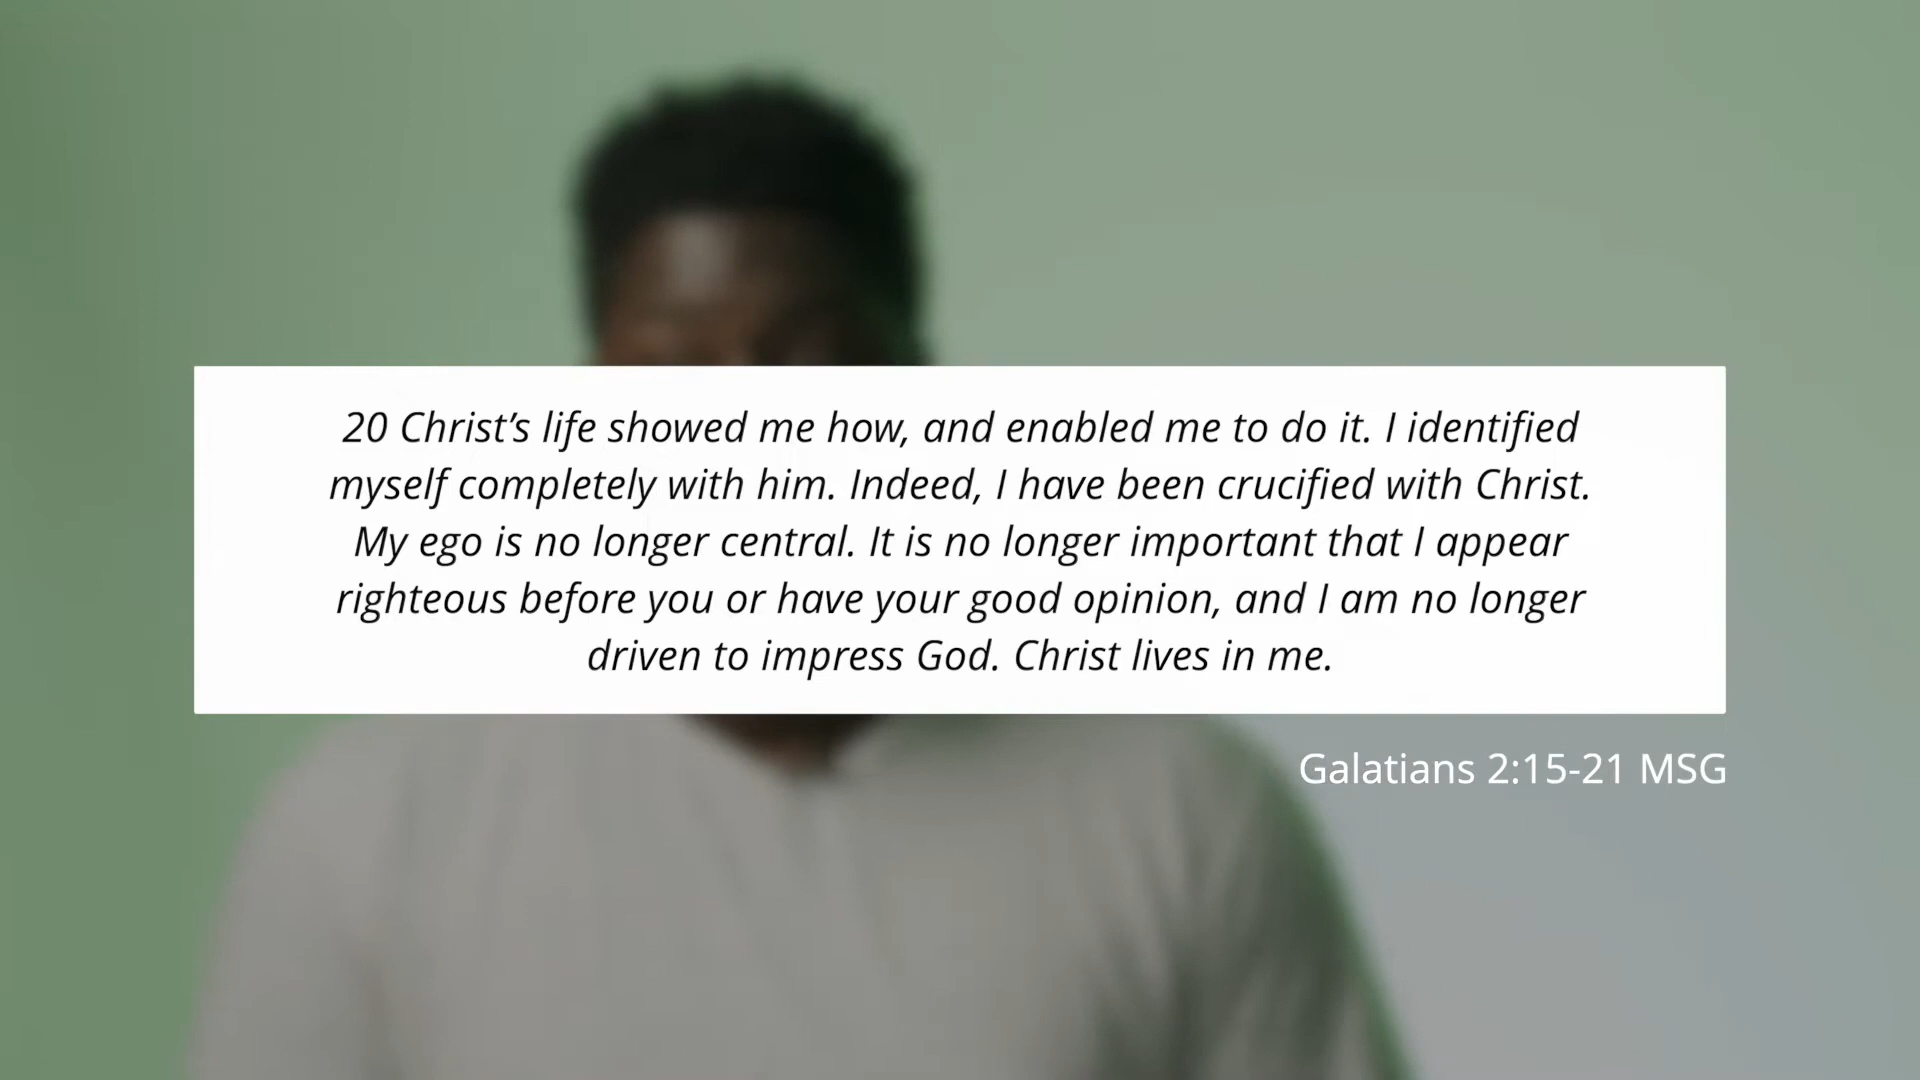 20 Christ’s life showed me how, and enabled me to do it. I identified
myself completely with him. Indeed, I have been crucified with Christ.
My ego is no longer central. It is no longer important that I appear
righteous before you or have your good opinion, and I am no longer
driven to impress God. Christ lives in me.
Galatians 2:15-21 MSG